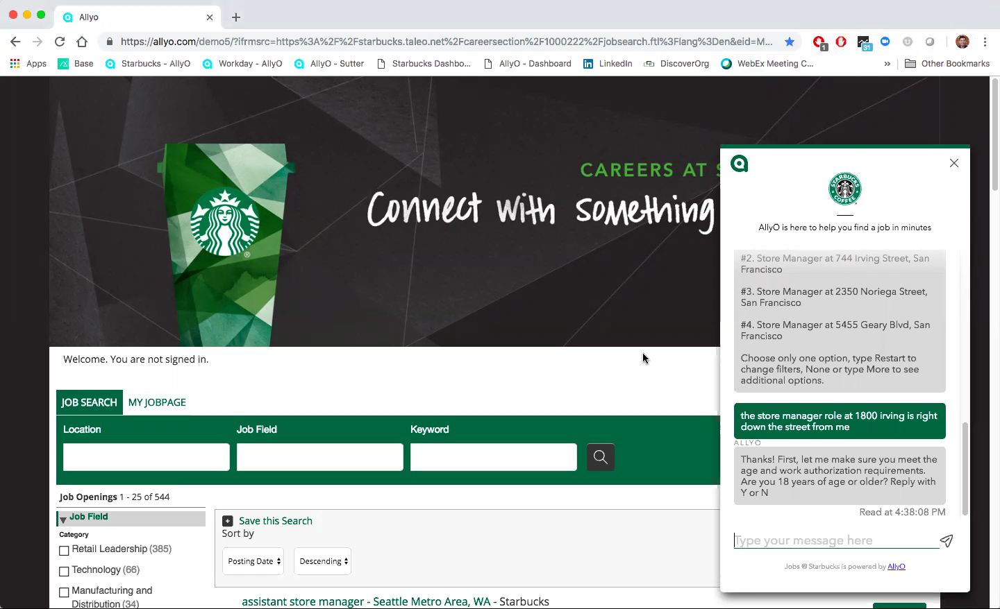 Allyo
https://allyo.com/demo5/?ifrmsrc=https%3A%2F%2Fstarbucks.taleo.net%2Fcareersection%2F1000222%2Fjobsearch.ftl%3Flang%3Den&eid=M...
1
31
Apps
Base
Starbucks - AllyO
Workday - AllyO
AllyO - Sutter
Starbucks Dashbo...
AllyO - Dashboard
LinkedIn
DiscoverOrg
WebEx Meeting C...
»
Other Bookmarks
CAREERS AT S
Connect with something
®
Welcome. You are not signed in.
JOB SEARCH
MY JOBPAGE
Location
Job Field
Keyword
Job Openings 1 - 25 of 544
Job Field
Category
Retail Leadership (385)
Technology (66)
Manufacturing and
Distribution (34)
Save this Search
Sort by
Posting Date
Descending
assistant store manager - Seattle Metro Area, WA - Starbucks
STARBUCKS
COFFEE
AllyO is here to help you find a job in minutes
#2. Store Manager at 744 Irving Street, San
Francisco
#3. Store Manager at 2350 Noriega Street,
San Francisco
#4. Store Manager at 5455 Geary Blvd, San
Francisco
Choose only one option, type Restart to
change filters, None or type More to see
additional options.
the store manager role at 1800 irving is right
down the street from me
ALLYO
Thanks! First, let me make sure you meet the
age and work authorization requirements.
Are you 18 years of age or older? Reply with
Y or N
Read at 4:38:08 PM
Type your message here
Jobs @ Starbucks is powered by AllyO